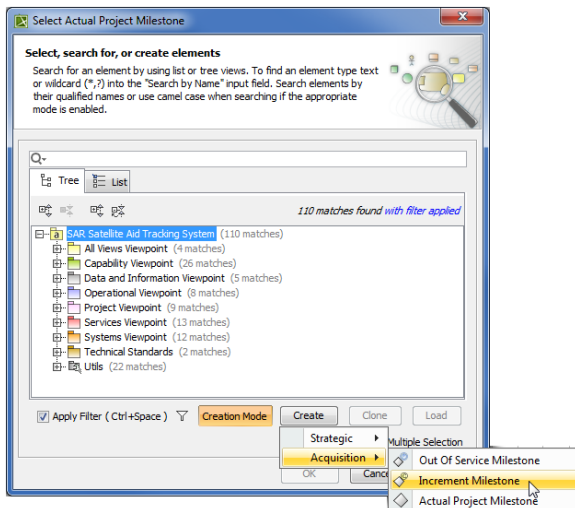 Select Actual Project Milestone
Select, search for, or create elements
Search for an element by using list or tree views. To find an element type text
or wildcard (*,?) into the "Search by Name" input field. Search elements by
their qualified names or use camel case when searching if the appropriate
mode is enabled.
Tree
List
110 matches found with filter applied
a SAR Satellite Aid Tracking System (110 matches)
All Views Viewpoint (4 matches)
Capability Viewpoint (26 matches)
Data and Information Viewpoint (5 matches)
Operational Viewpoint (8 matches)
Project Viewpoint (9 matches)
Services Viewpoint (13 matches)
Systems Viewpoint (12 matches)
Technical Standards (2 matches)
Utils (22 matches)
Apply Filter ( Ctrl+Space ) Creation Mode Create Clone Load
Strategic Multiple Selection
Acquisition Out Of Service Milestone
OK Increment Milestone
Actual Project Milestone